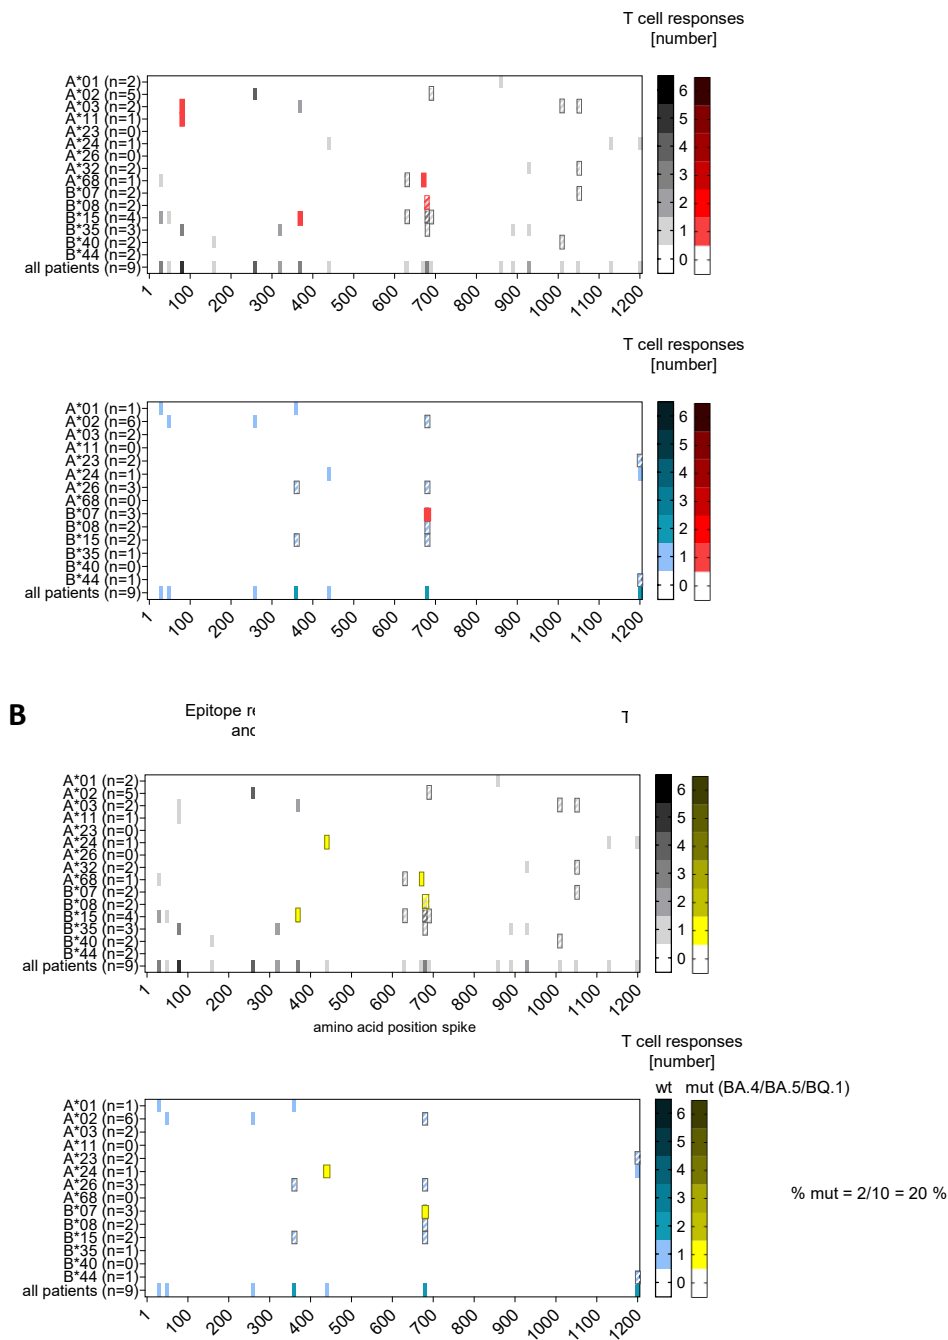 T cell responses
[number]
A*01 (n=2)
A*02 (n=5)
A*03 (n=2)
A*11 (n=1)
A*23 (n=0)
A*24 (n=1)
A*26 (n=0)
A*32 (n=2)
A*68 (n=1)
B*07 (n=2)
B*08 (n=2)
B*15 (n=4)
B*35 (n=3)
B*40 (n=2)
B*44 (n=2)
all patients (n=9)
6
5
4
3
2
1
0
1 100 200 300 400 500 600 700 800 900 1000 1100 1200
T cell responses
[number]
A*01 (n=1)
A*02 (n=6)
A*03 (n=2)
A*11 (n=0)
A*23 (n=2)
A*24 (n=1)
A*26 (n=3)
A*68 (n=0)
B*07 (n=3)
B*08 (n=2)
B*15 (n=2)
B*35 (n=1)
B*40 (n=0)
B*44 (n=1)
all patients (n=9)
6
5
4
3
2
1
0
1 100 200 300 400 500 600 700 800 900 1000 1100 1200
B
Epitope re
and
T
A*01 (n=2)
A*02 (n=5)
A*03 (n=2)
A*11 (n=1)
A*23 (n=0)
A*24 (n=1)
A*26 (n=0)
A*32 (n=2)
A*68 (n=1)
B*07 (n=2)
B*08 (n=2)
B*15 (n=4)
B*35 (n=3)
B*40 (n=2)
B*44 (n=2)
all patients (n=9)
6
5
4
3
2
1
0
1 100 200 300 400 500 600 700 800 900 1000 1100 1200
amino acid position spike
T cell responses
[number]
wt mut (BA.4/BA.5/BQ.1)
A*01 (n=1)
A*02 (n=6)
A*03 (n=2)
A*11 (n=0)
A*23 (n=2)
A*24 (n=1)
A*26 (n=3)
A*68 (n=0)
B*07 (n=3)
B*08 (n=2)
B*15 (n=2)
B*35 (n=1)
B*40 (n=0)
B*44 (n=1)
all patients (n=9)
6
5
4
3
2
1
0
% mut = 2/10 = 20 %
1 100 200 300 400 500 600 700 800 900 1000 1100 1200